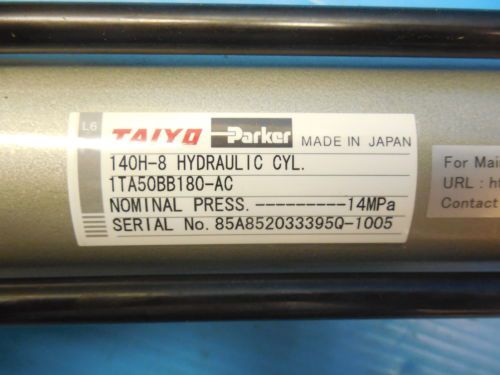 L6
TAIYO Parker MADE IN JAPAN
140H-8 HYDRAULIC CYL.
1TA50BB180-AC
NOMINAL PRESS.---------14MPa
SERIAL No.85A852033395Q-1005
For Mai
URL : h
Contact